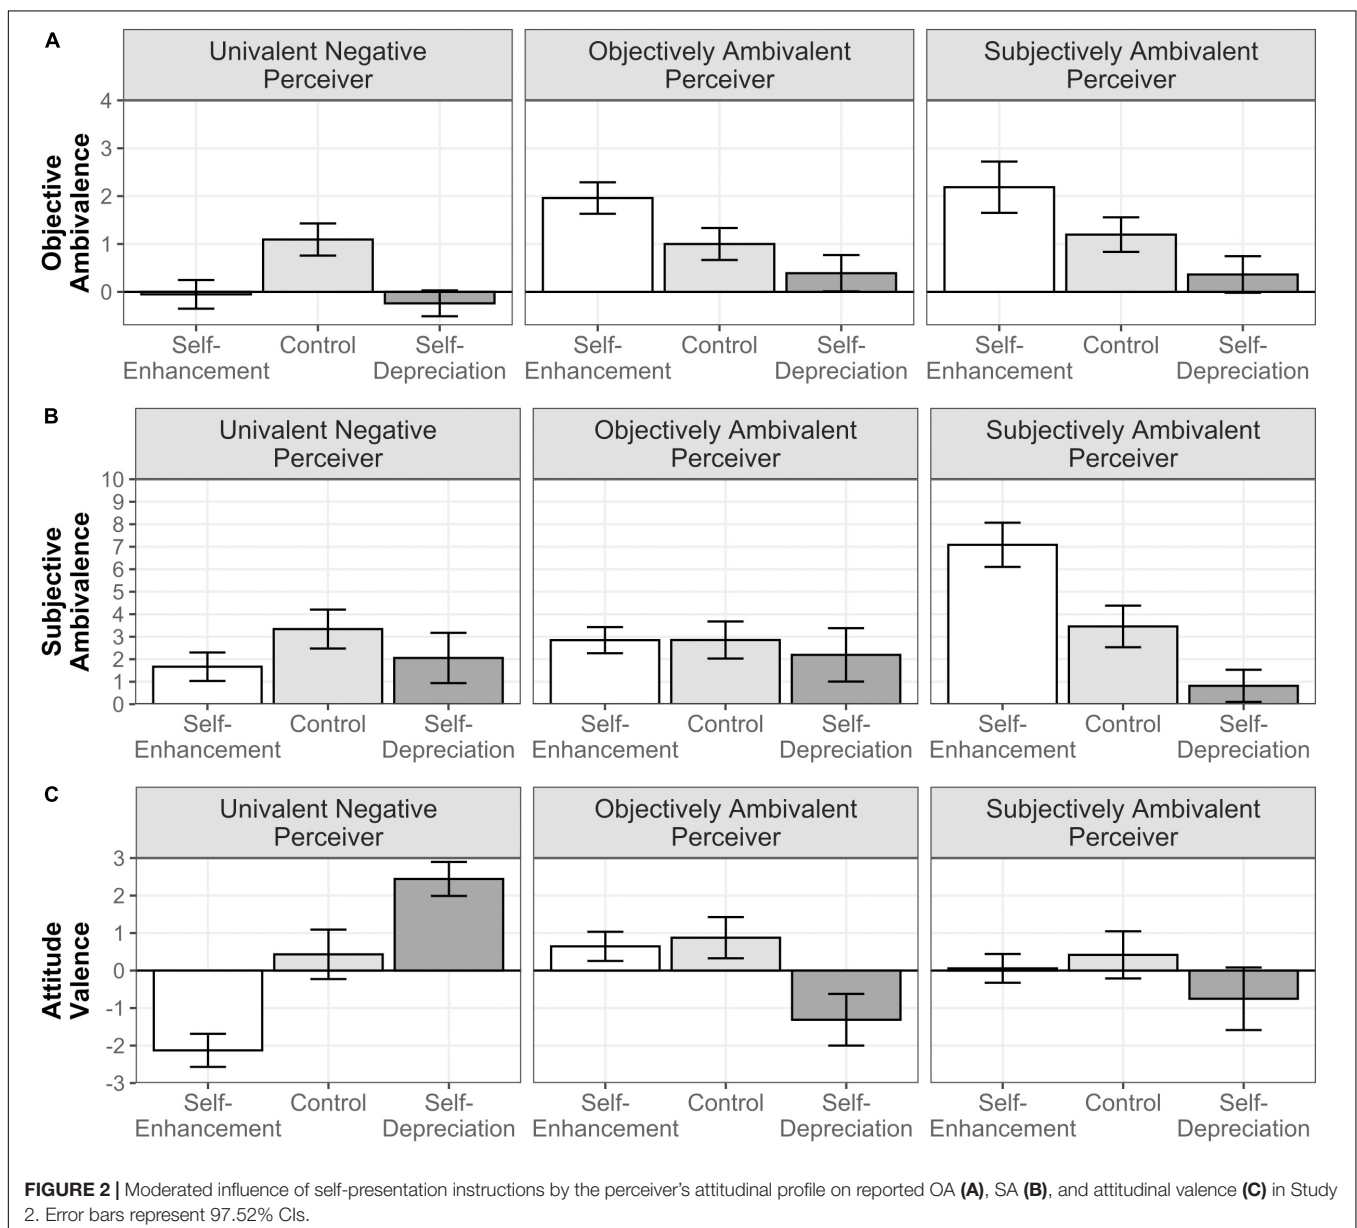 A
Univalent Negative Perceiver
Objectively Ambivalent Perceiver
Subjectively Ambivalent Perceiver
Objective Ambivalence
4
3
2
1
0
Self-Enhancement
Control
Self-Depreciation
Self-Enhancement
Control
Self-Depreciation
Self-Enhancement
Control
Self-Depreciation
B
Univalent Negative Perceiver
Objectively Ambivalent Perceiver
Subjectively Ambivalent Perceiver
Subjective Ambivalence
10
9
8
7
6
5
4
3
2
1
0
Self-Enhancement
Control
Self-Depreciation
Self-Enhancement
Control
Self-Depreciation
Self-Enhancement
Control
Self-Depreciation
C
Univalent Negative Perceiver
Objectively Ambivalent Perceiver
Subjectively Ambivalent Perceiver
Attitude Valence
3
2
1
0
-1
-2
-3
Self-Enhancement
Control
Self-Depreciation
Self-Enhancement
Control
Self-Depreciation
Self-Enhancement
Control
Self-Depreciation
FIGURE 2 | Moderated influence of self-presentation instructions by the perceiver's attitudinal profile on reported OA (A), SA (B), and attitudinal valence (C) in Study
2. Error bars represent 97.52% CIs.